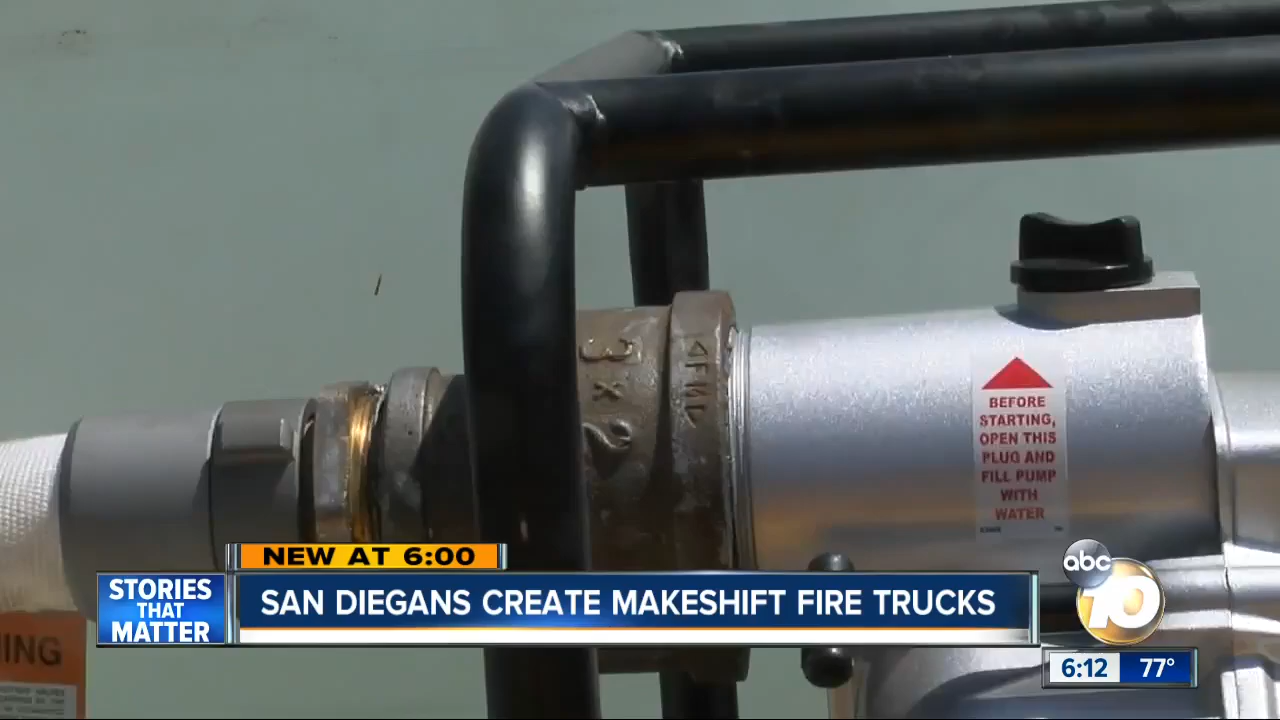 3 x 2
BEFORE
STARTING,
OPEN THIS
PLUG AND
FILL PUMP
WITH
WATER
NEW AT 6:00
STORIES
THAT
MATTER
SAN DIEGANS CREATE MAKESHIFT FIRE TRUCKS
abc
10
NING
6:12 77°